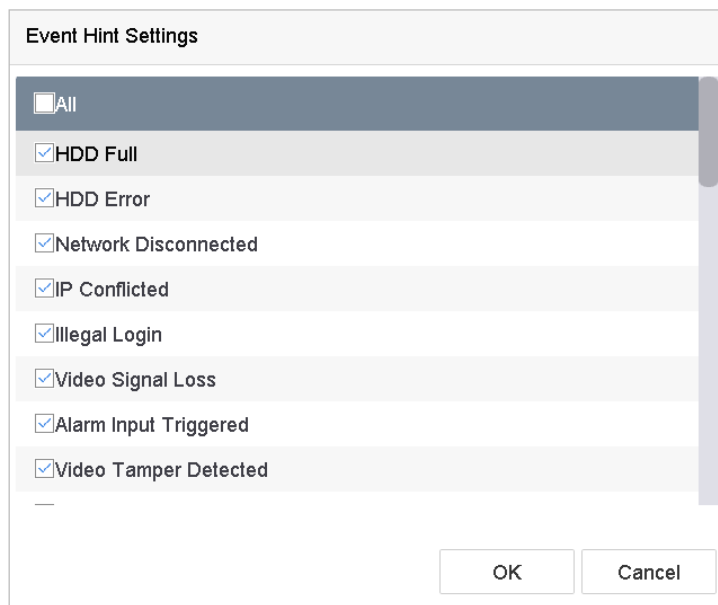 Event Hint Settings
All
HDD Full
HDD Error
Network Disconnected
IP Conflicted
Illegal Login
Video Signal Loss
Alarm Input Triggered
Video Tamper Detected
OK
Cancel